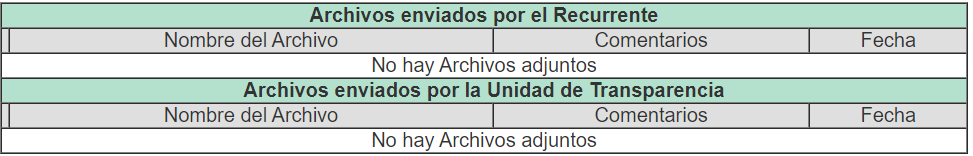 Archivos enviados por el Recurrente
Nombre del Archivo Comentarios Fecha
No hay Archivos adjuntos
Archivos enviados por la Unidad de Transparencia
Nombre del Archivo Comentarios Fecha
No hay Archivos adjuntos